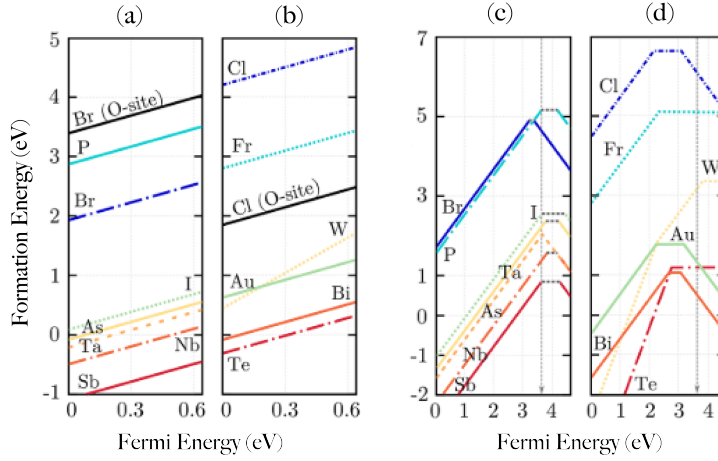 (a) (b) (c) (d)
Formation Energy (eV)
5
4
3
2
1
0
-1
Br (O-site)
P
Br
I
As
Ta
Nb
Sb
0 0.3 0.6
Cl
Fr
Cl (O-site)
W
Au
Bi
Te
0 0.3 0.6
Fermi Energy (eV)
7
5
3
2
1
0
-1
-2
Br
P
I
Ta
As
Nb
Sb
0 1 2 3 4
Cl
Fr
W
Au
Bi
Te
0 1 2 3 4
Fermi Energy (eV)